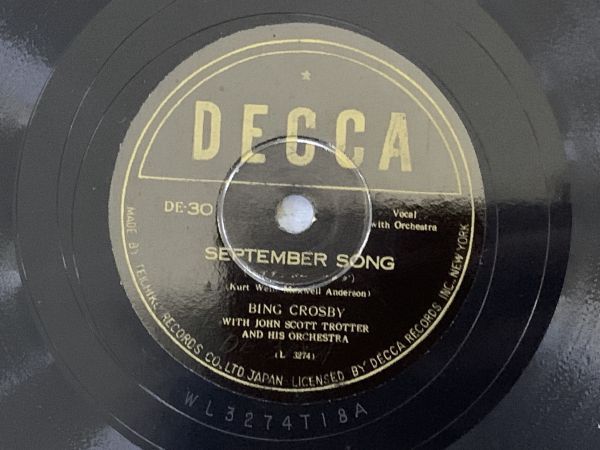 DECCA
DE-30
Vocal
with Orchestra
SEPTEMBER SONG
(Kurt Weill Maxwell Anderson)
BING CROSBY
WITH JOHN SCOTT TROTTER
AND HIS ORCHESTRA
(L 3274)
MADE BY TEICHIKU RECORDS CO. LTD JAPAN LICENSED BY DECCA RECORDS INC. NEW YORK
WL3274T18A